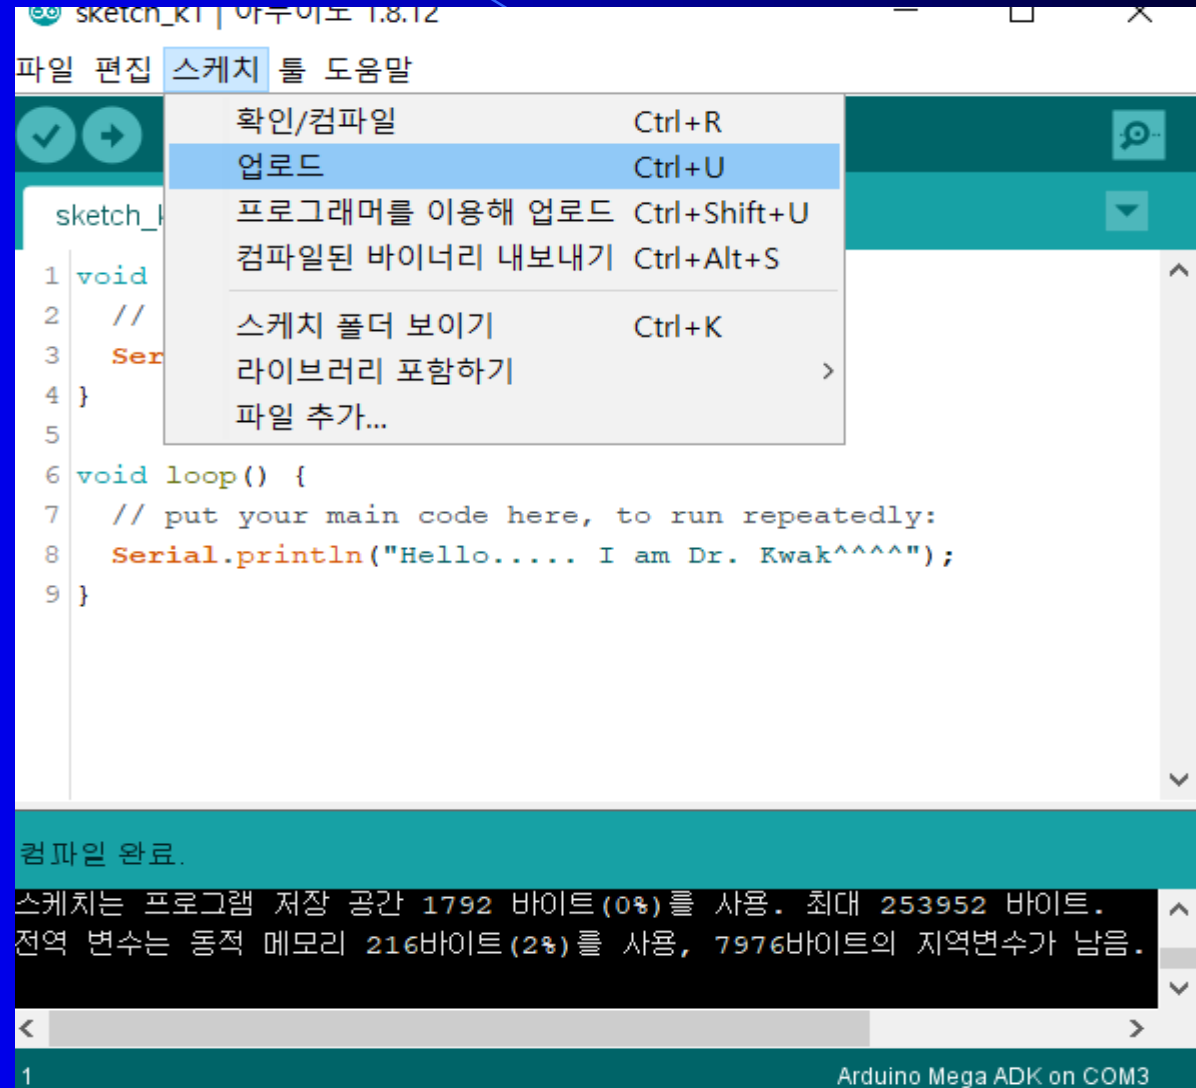 sketch_k1 | 아두이노 1.8.12
파일 편집 스케치 툴 도움말
확인/컴파일 Ctrl+R
업로드 Ctrl+U
프로그래머를 이용해 업로드 Ctrl+Shift+U
컴파일된 바이너리 내보내기 Ctrl+Alt+S
스케치 폴더 보이기 Ctrl+K
라이브러리 포함하기
파일 추가...
1 void
2 //
3
4 }
5
6 void loop() {
7 // put your main code here, to run repeatedly:
8 Serial.println("Hello..... I am Dr. Kwak^^^^");
9 }
컴파일 완료.
스케치는 프로그램 저장 공간 1792 바이트(0%)를 사용. 최대 253952 바이트.
전역 변수는 동적 메모리 216바이트(2%)를 사용, 7976바이트의 지역변수가 남음.
1 Arduino Mega ADK on COM3